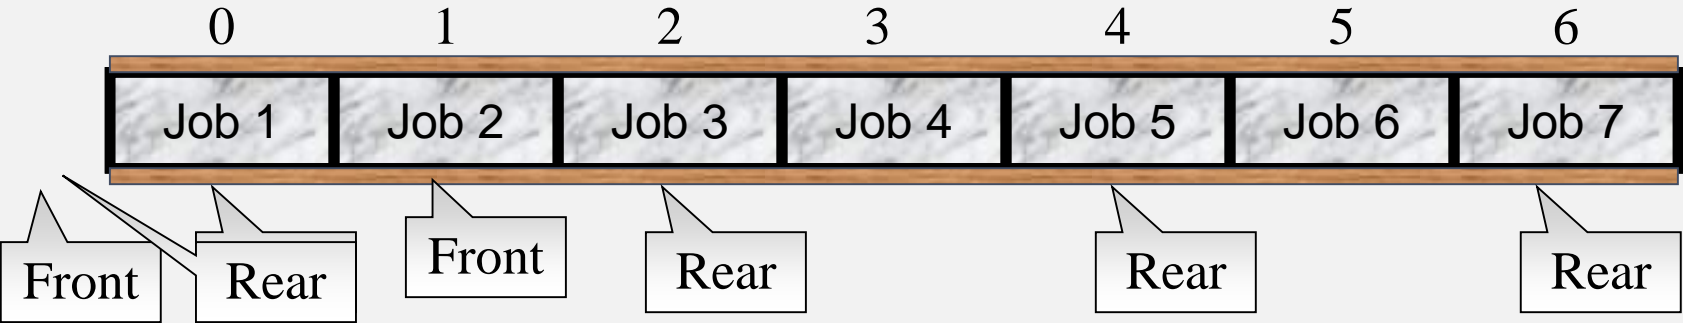 0 1 2 3 4 5 6
Job 1 Job 2 Job 3 Job 4 Job 5 Job 6 Job 7
Front Rear Front Rear Rear Rear